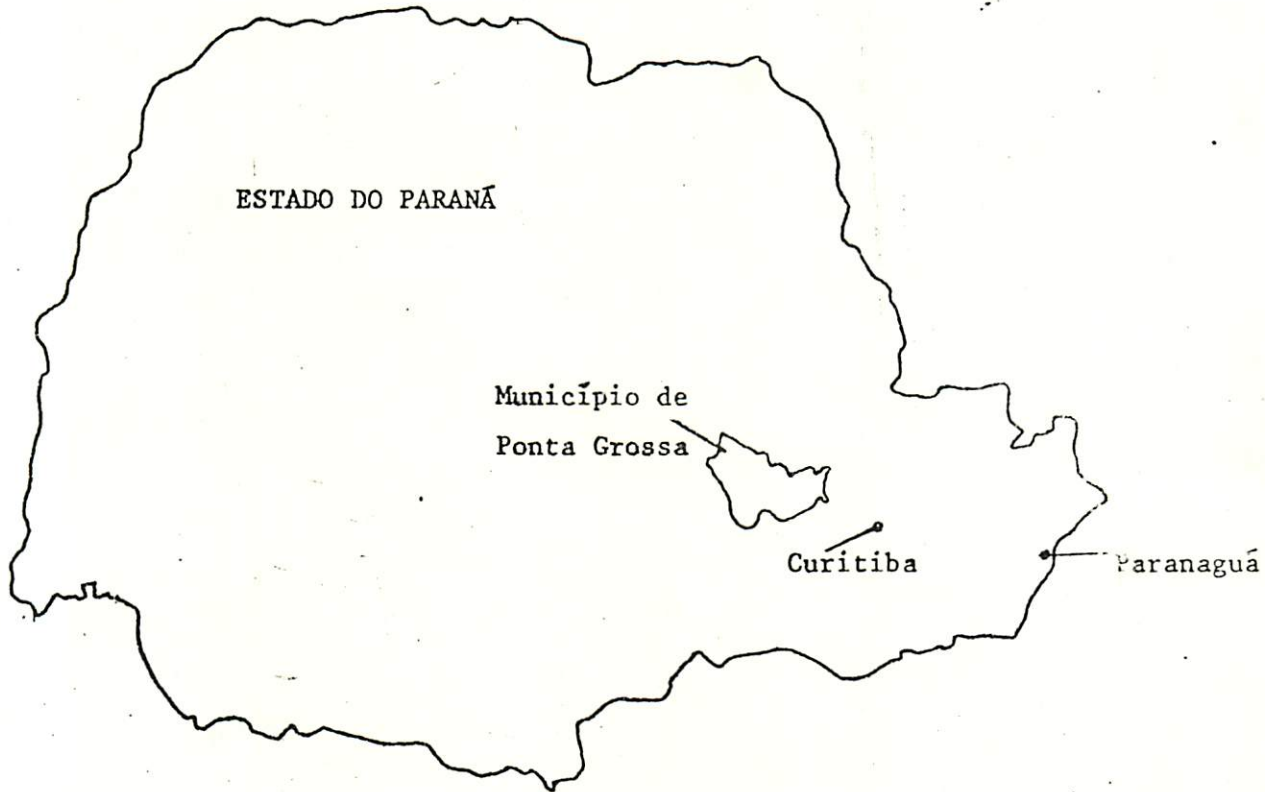 ESTADO DO PARANÁ
Município de
Ponta Grossa
Curitiba
Paranaguá